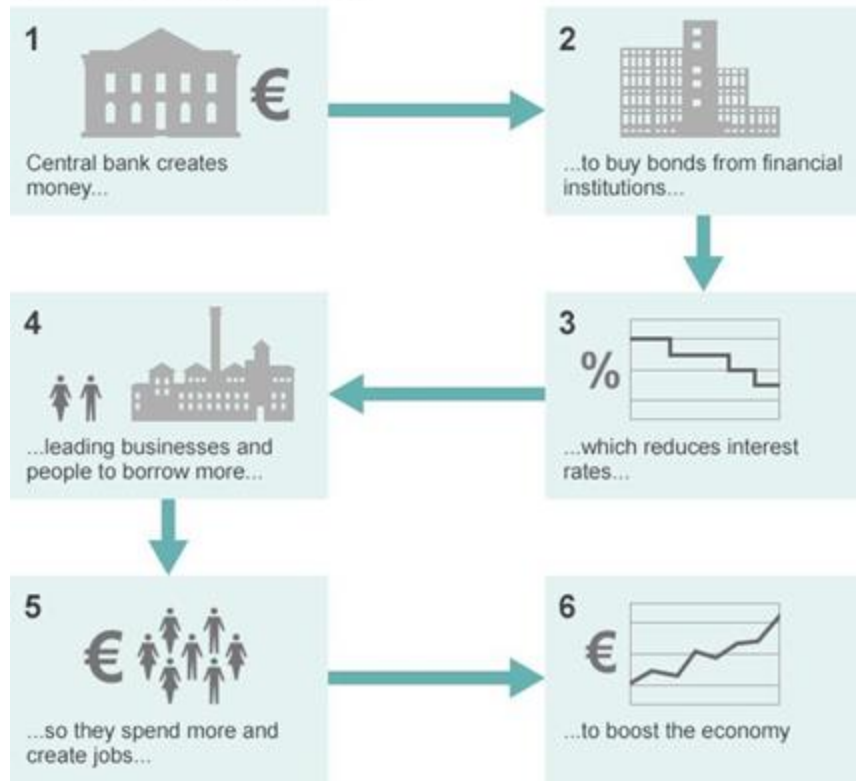 1
€
Central bank creates
money...
2
...to buy bonds from financial
institutions...
3
%
...which reduces interest
rates...
4
...leading businesses and
people to borrow more...
5
€
...so they spend more and
create jobs...
6
€
...to boost the economy